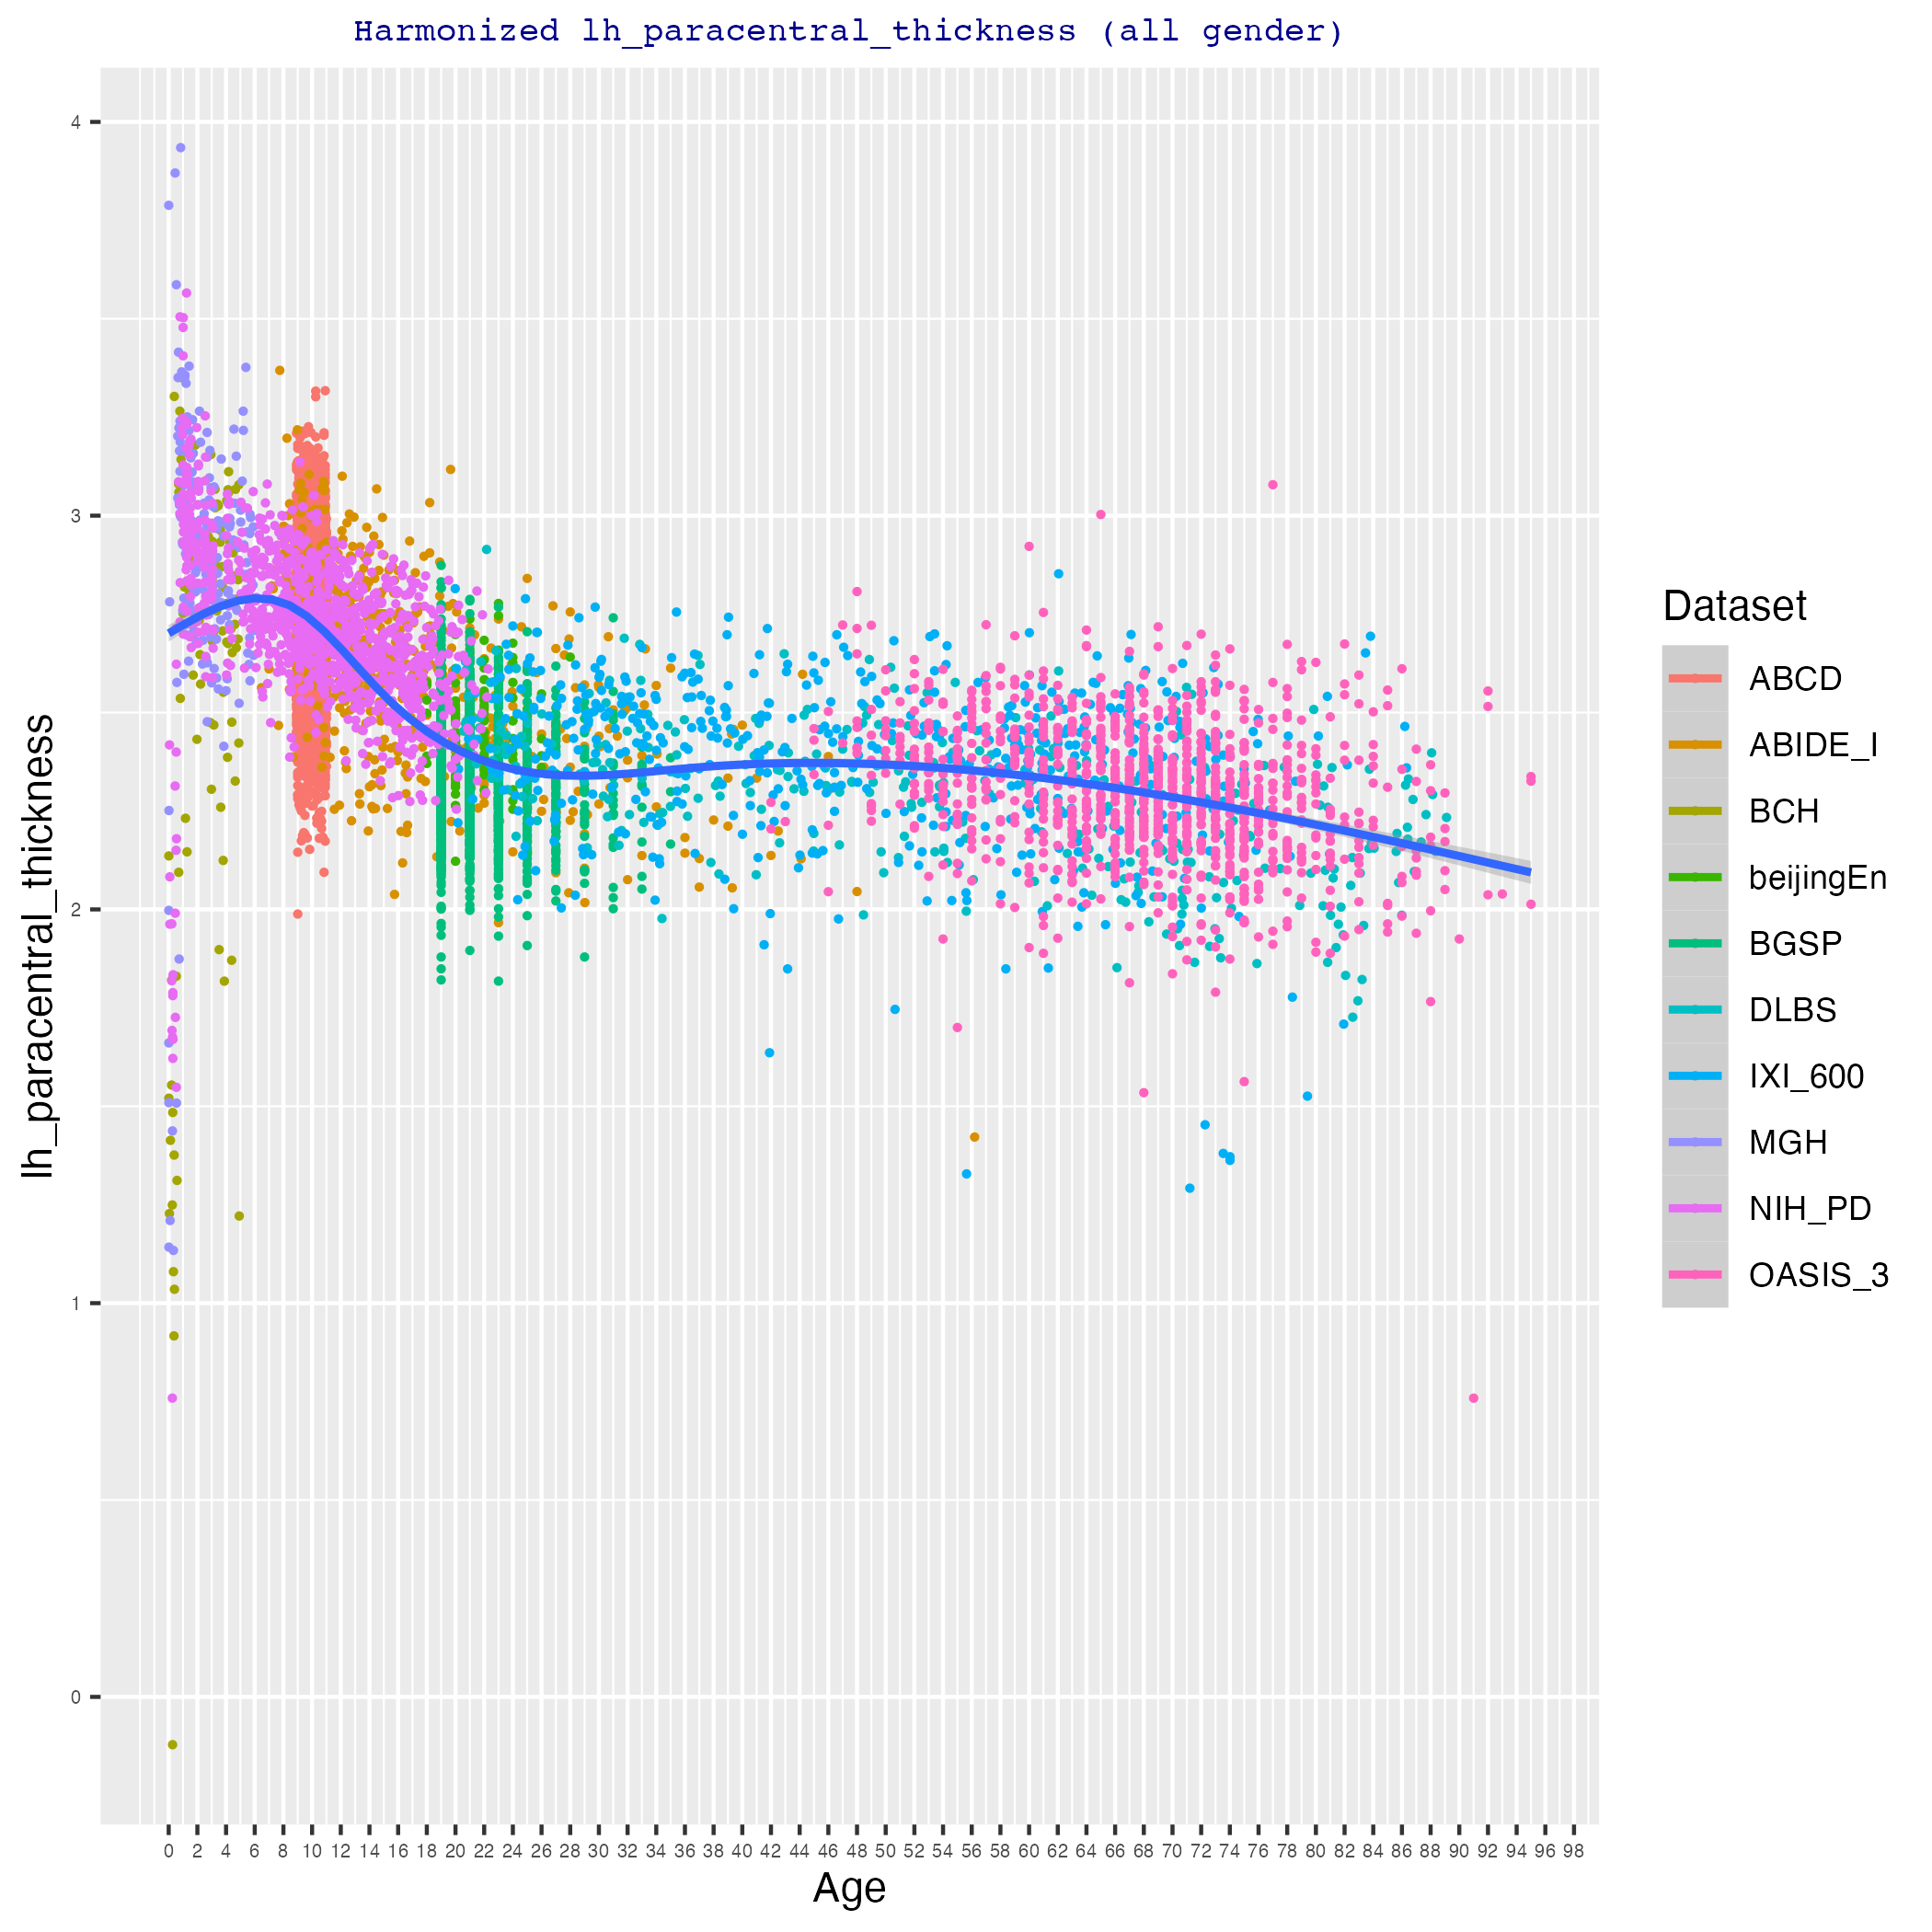 Harmonized lh_paracentral_thickness (all gender)
lh_paracentral_thickness
4
3
2
1
0
0 2 4 6 8 10 12 14 16 18 20 22 24 26 28 30 32 34 36 38 40 42 44 46 48 50 52 54 56 58 60 62 64 66 68 70 72 74 76 78 80 82 84 86 88 90 92 94 96 98
Age
Dataset
ABCD
ABIDE_I
BCH
beijingEn
BGSP
DLBS
IXI_600
MGH
NIH_PD
OASIS_3